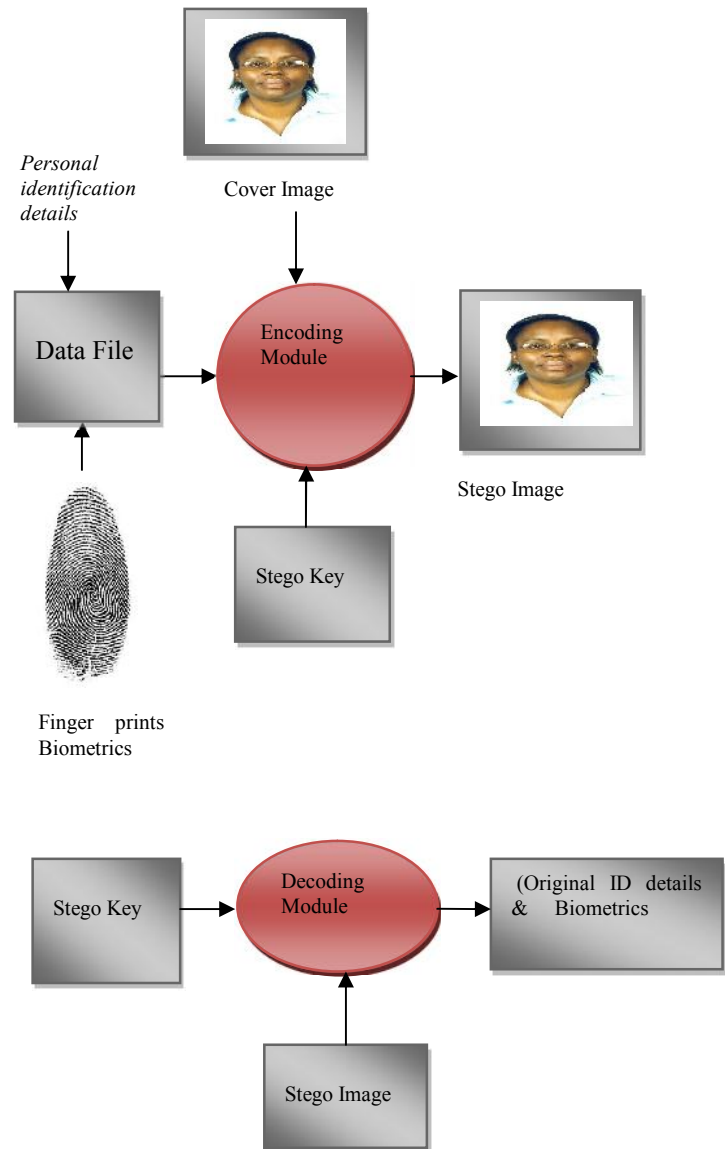 Personal
identification
details
Cover Image
Data File
Encoding
Module
Stego Image
Stego Key
Finger prints
Biometrics
Stego Key
Decoding
Module
(Original ID details
& Biometrics
Stego Image